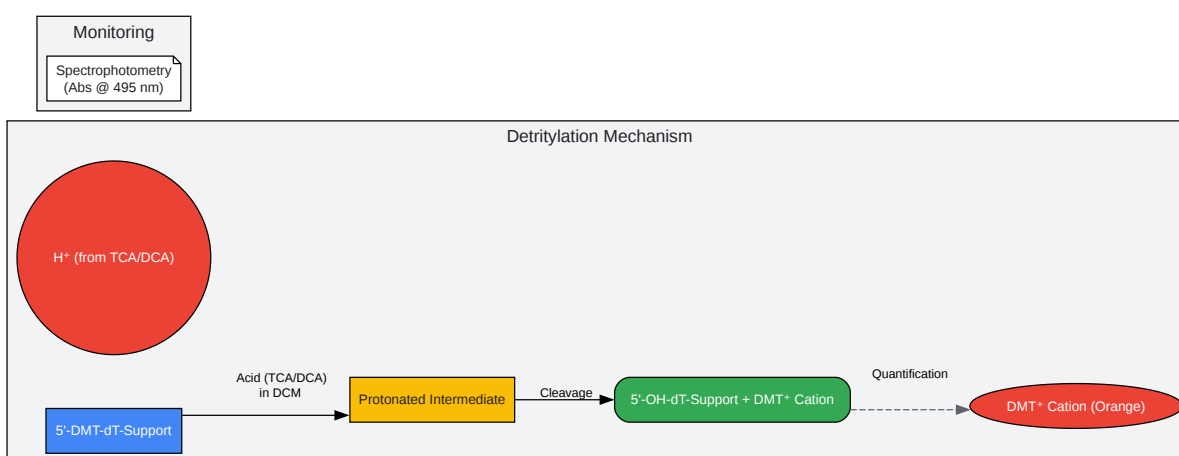 Monitoring
Spectrophotometry
(Abs @ 495 nm)
Detritylation Mechanism
H⁺ (from TCA/DCA)
5'-DMT-dT-Support
Acid (TCA/DCA)
in DCM
Protonated Intermediate
Cleavage
5'-OH-dT-Support + DMT⁺ Cation
Quantification
DMT⁺ Cation (Orange)